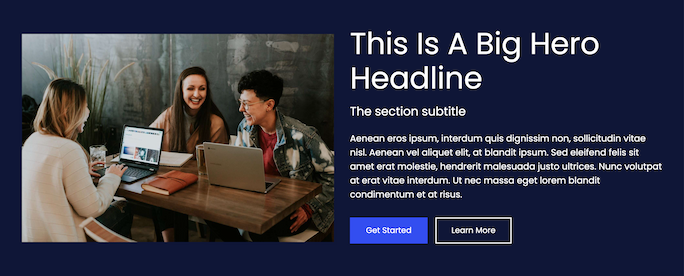 This Is A Big Hero
Headline
The section subtitle
Aenean eros ipsum, interdum quis dignissim non, sollicitudin vitae
nisl. Aenean vel aliquet elit, at blandit ipsum. Sed eleifend felis sit
amet erat molestie, hendrerit malesuada justo ultrices. Nunc volutpat
at erat vitae interdum. Ut nec massa eget lorem blandit
condimentum et at risus.
Get Started
Learn More